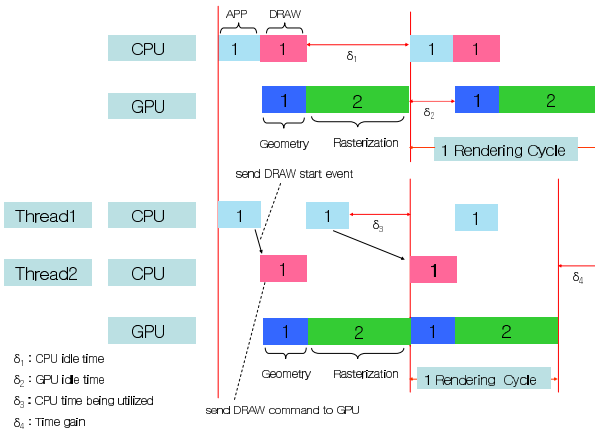 APP DRAW
CPU 1 1 δ1 1 1
GPU 1 2 δ2 1 2
Geometry Rasterization 1 Rendering Cycle
send DRAW start event
Thread1 CPU 1 1 δ3 1
Thread2 CPU 1 1 δ4
GPU 1 2 1 2
δ1 : CPU idle time
Geometry Rasterization 1 Rendering Cycle
δ2 : GPU idle time
δ3 : CPU time being utilized
send DRAW command to GPU
δ4 : Time gain